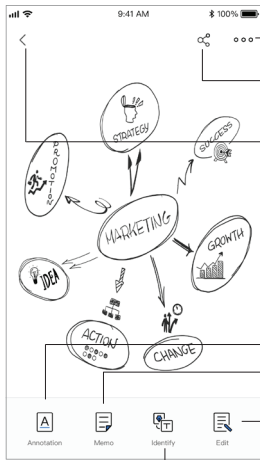 9:41 AM
100%
STRATEGY
SUCCESS
PROMOTION
MARKETING
GROWTH
IDEA
ACTION
CHANGE
A
T
Annotation
Memo
Identify
Edit